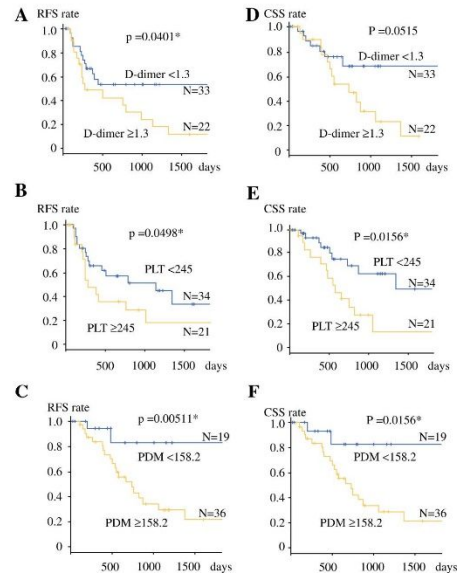 A RFS rate
1.0
0.8
0.6
0.4
0.2
0
p =0.0401*
D-dimer <1.3
N=33
D-dimer ≥1.3
N=22
500 1000 1500 days
D CSS rate
1.0
0.8
0.6
0.4
0.2
0
P =0.0515
D-dimer <1.3
N=33
D-dimer ≥1.3
N=22
500 1000 1500 days
B RFS rate
1.0
0.8
0.6
0.4
0.2
0
p =0.0498*
PLT <245
N=34
PLT ≥245
N=21
500 1000 1500 days
E CSS rate
1.0
0.8
0.6
0.4
0.2
0
P =0.0156*
PLT <245
N=34
PLT ≥245
N=21
500 1000 1500 days
C RFS rate
1.0
0.8
0.6
0.4
0.2
0
p =0.00511*
N=19
PDM <158.2
PDM ≥158.2
N=36
500 1000 1500 days
F CSS rate
1.0
0.8
0.6
0.4
0.2
0
P =0.0156*
N=19
PDM <158.2
PDM ≥158.2
N=36
500 1000 1500 days